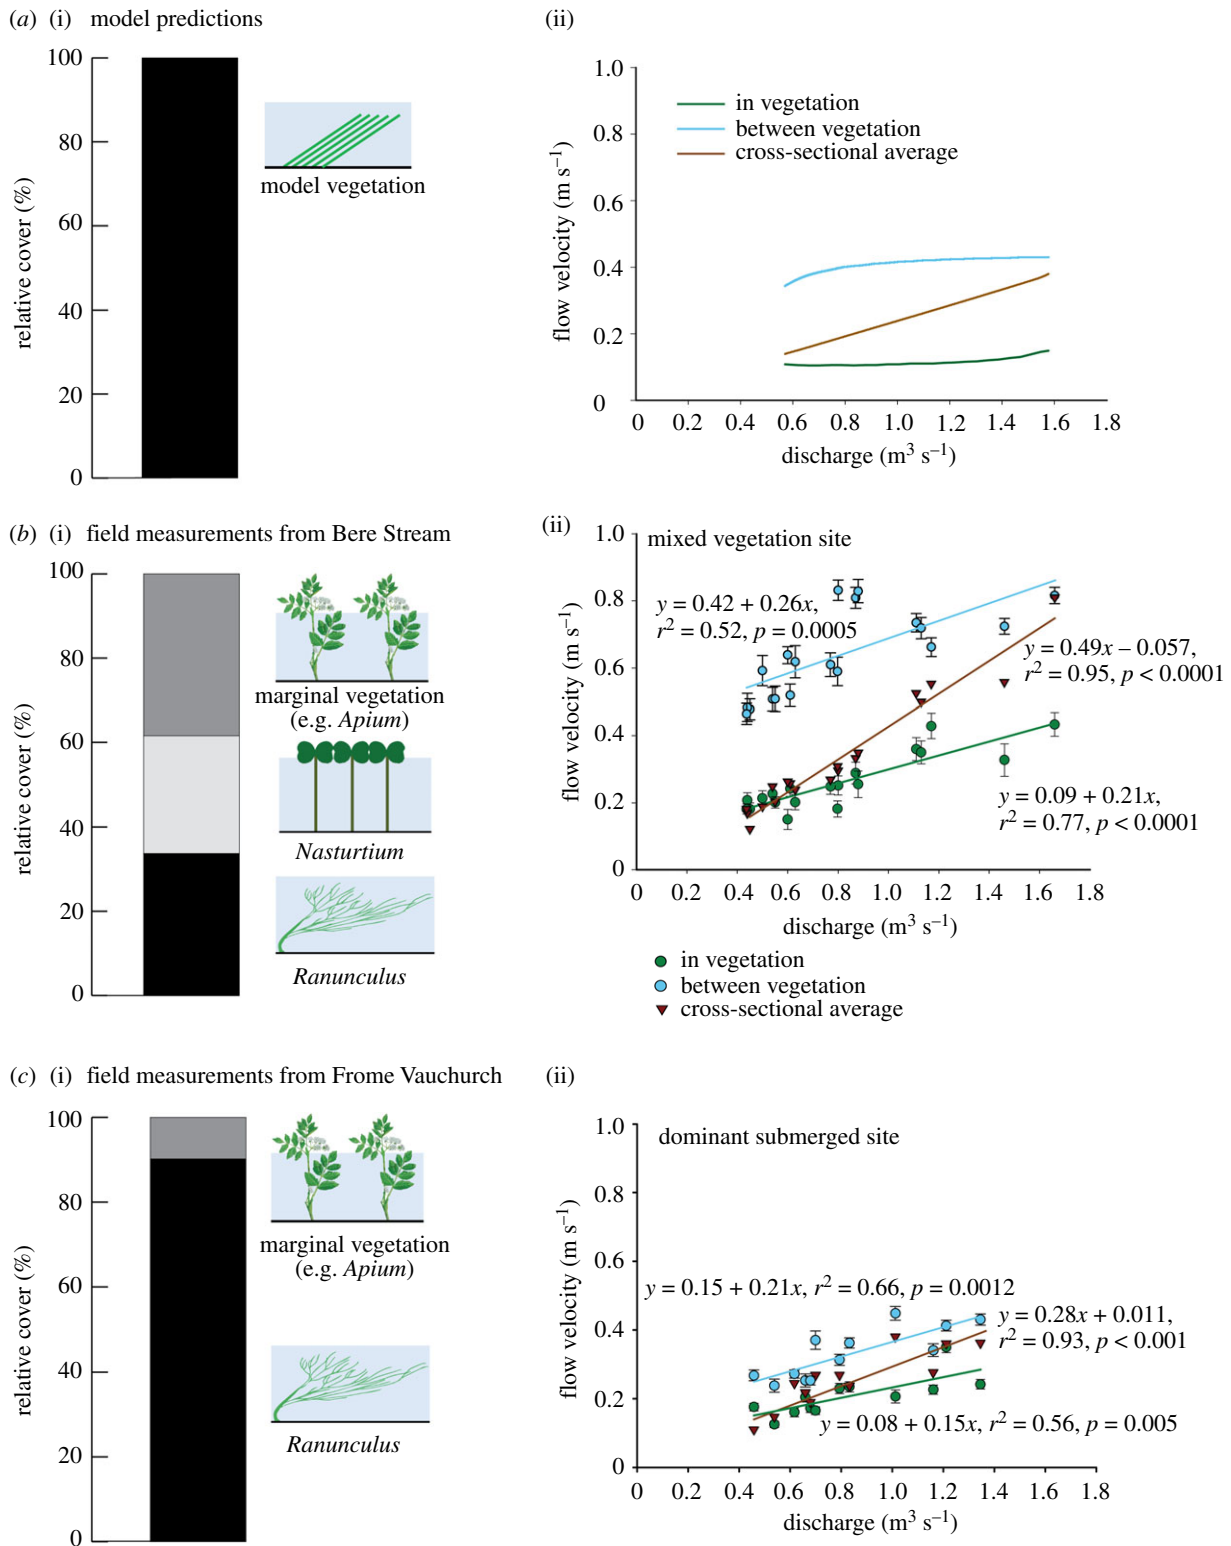 (a) (i) model predictions
100
80
60
40
20
0
relative cover (%)
model vegetation
(ii)
1.0
0.8
0.6
0.4
0.2
0
flow velocity (m s⁻¹)
in vegetation
between vegetation
cross-sectional average
0 0.2 0.4 0.6 0.8 1.0 1.2 1.4 1.6 1.8
discharge (m³ s⁻¹)
(b) (i) field measurements from Bere Stream
100
80
60
40
20
0
relative cover (%)
marginal vegetation
(e.g. Apium)
Nasturtium
Ranunculus
(ii)
mixed vegetation site
1.0
0.8
0.6
0.4
0.2
0
flow velocity (m s⁻¹)
y = 0.42 + 0.26x,
r² = 0.52, p = 0.0005
y = 0.49x – 0.057,
r² = 0.95, p < 0.0001
y = 0.09 + 0.21x,
r² = 0.77, p < 0.0001
0 0.2 0.4 0.6 0.8 1.0 1.2 1.4 1.6 1.8
discharge (m³ s⁻¹)
in vegetation
between vegetation
cross-sectional average
(c) (i) field measurements from Frome Vauchurch
100
80
60
40
20
0
relative cover (%)
marginal vegetation
(e.g. Apium)
Ranunculus
(ii)
dominant submerged site
1.0
0.8
0.6
0.4
0.2
0
flow velocity (m s⁻¹)
y = 0.15 + 0.21x, r² = 0.66, p = 0.0012
y = 0.28x + 0.011,
r² = 0.93, p < 0.001
y = 0.08 + 0.15x, r² = 0.56, p = 0.005
0 0.2 0.4 0.6 0.8 1.0 1.2 1.4 1.6 1.8
discharge (m³ s⁻¹)